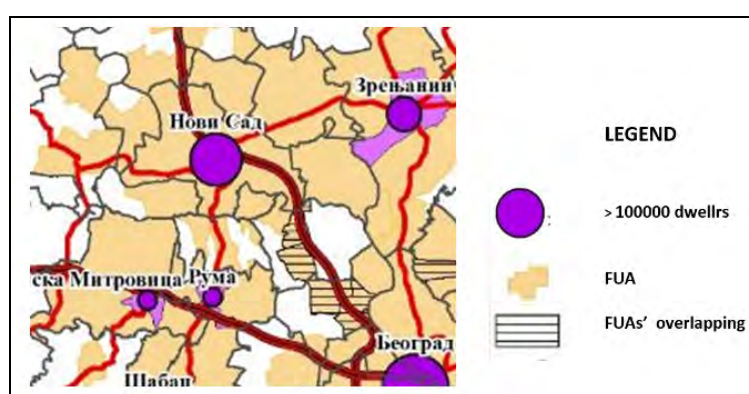 Зрењанин
Нови Сад
ска Митровица
Рума
Београд
Шабац
LEGEND
>100000 dwellrs
FUA
FUAs' overlapping